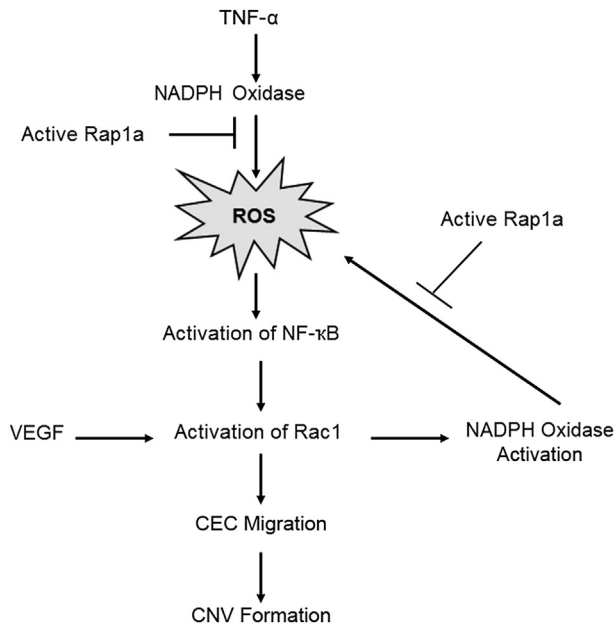 TNF-α
NADPH Oxidase
Active Rap1a
ROS
Active Rap1a
Activation of NF-κB
VEGF
Activation of Rac1
NADPH Oxidase
Activation
CEC Migration
CNV Formation